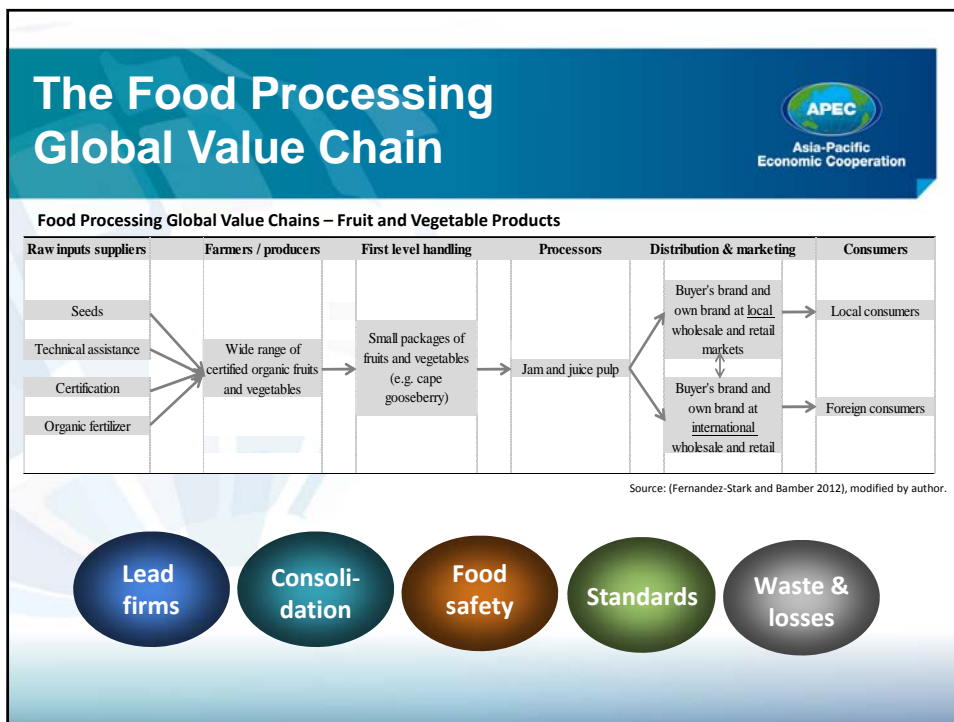 The Food Processing
Global Value Chain
APEC
Asia-Pacific
Economic Cooperation
Food Processing Global Value Chains – Fruit and Vegetable Products
Raw inputs suppliers
Farmers / producers
First level handling
Processors
Distribution & marketing
Consumers
Seeds
Technical assistance
Certification
Organic fertilizer
Wide range of
certified organic fruits
and vegetables
Small packages of
fruits and vegetables
(e.g. cape
gooseberry)
Jam and juice pulp
Buyer's brand and
own brand at local
wholesale and retail
markets
Buyer's brand and
own brand at
international
wholesale and retail
Local consumers
Foreign consumers
Source: (Fernandez-Stark and Bamber 2012), modified by author.
Lead
firms
Consoli-
dation
Food
safety
Standards
Waste &
losses